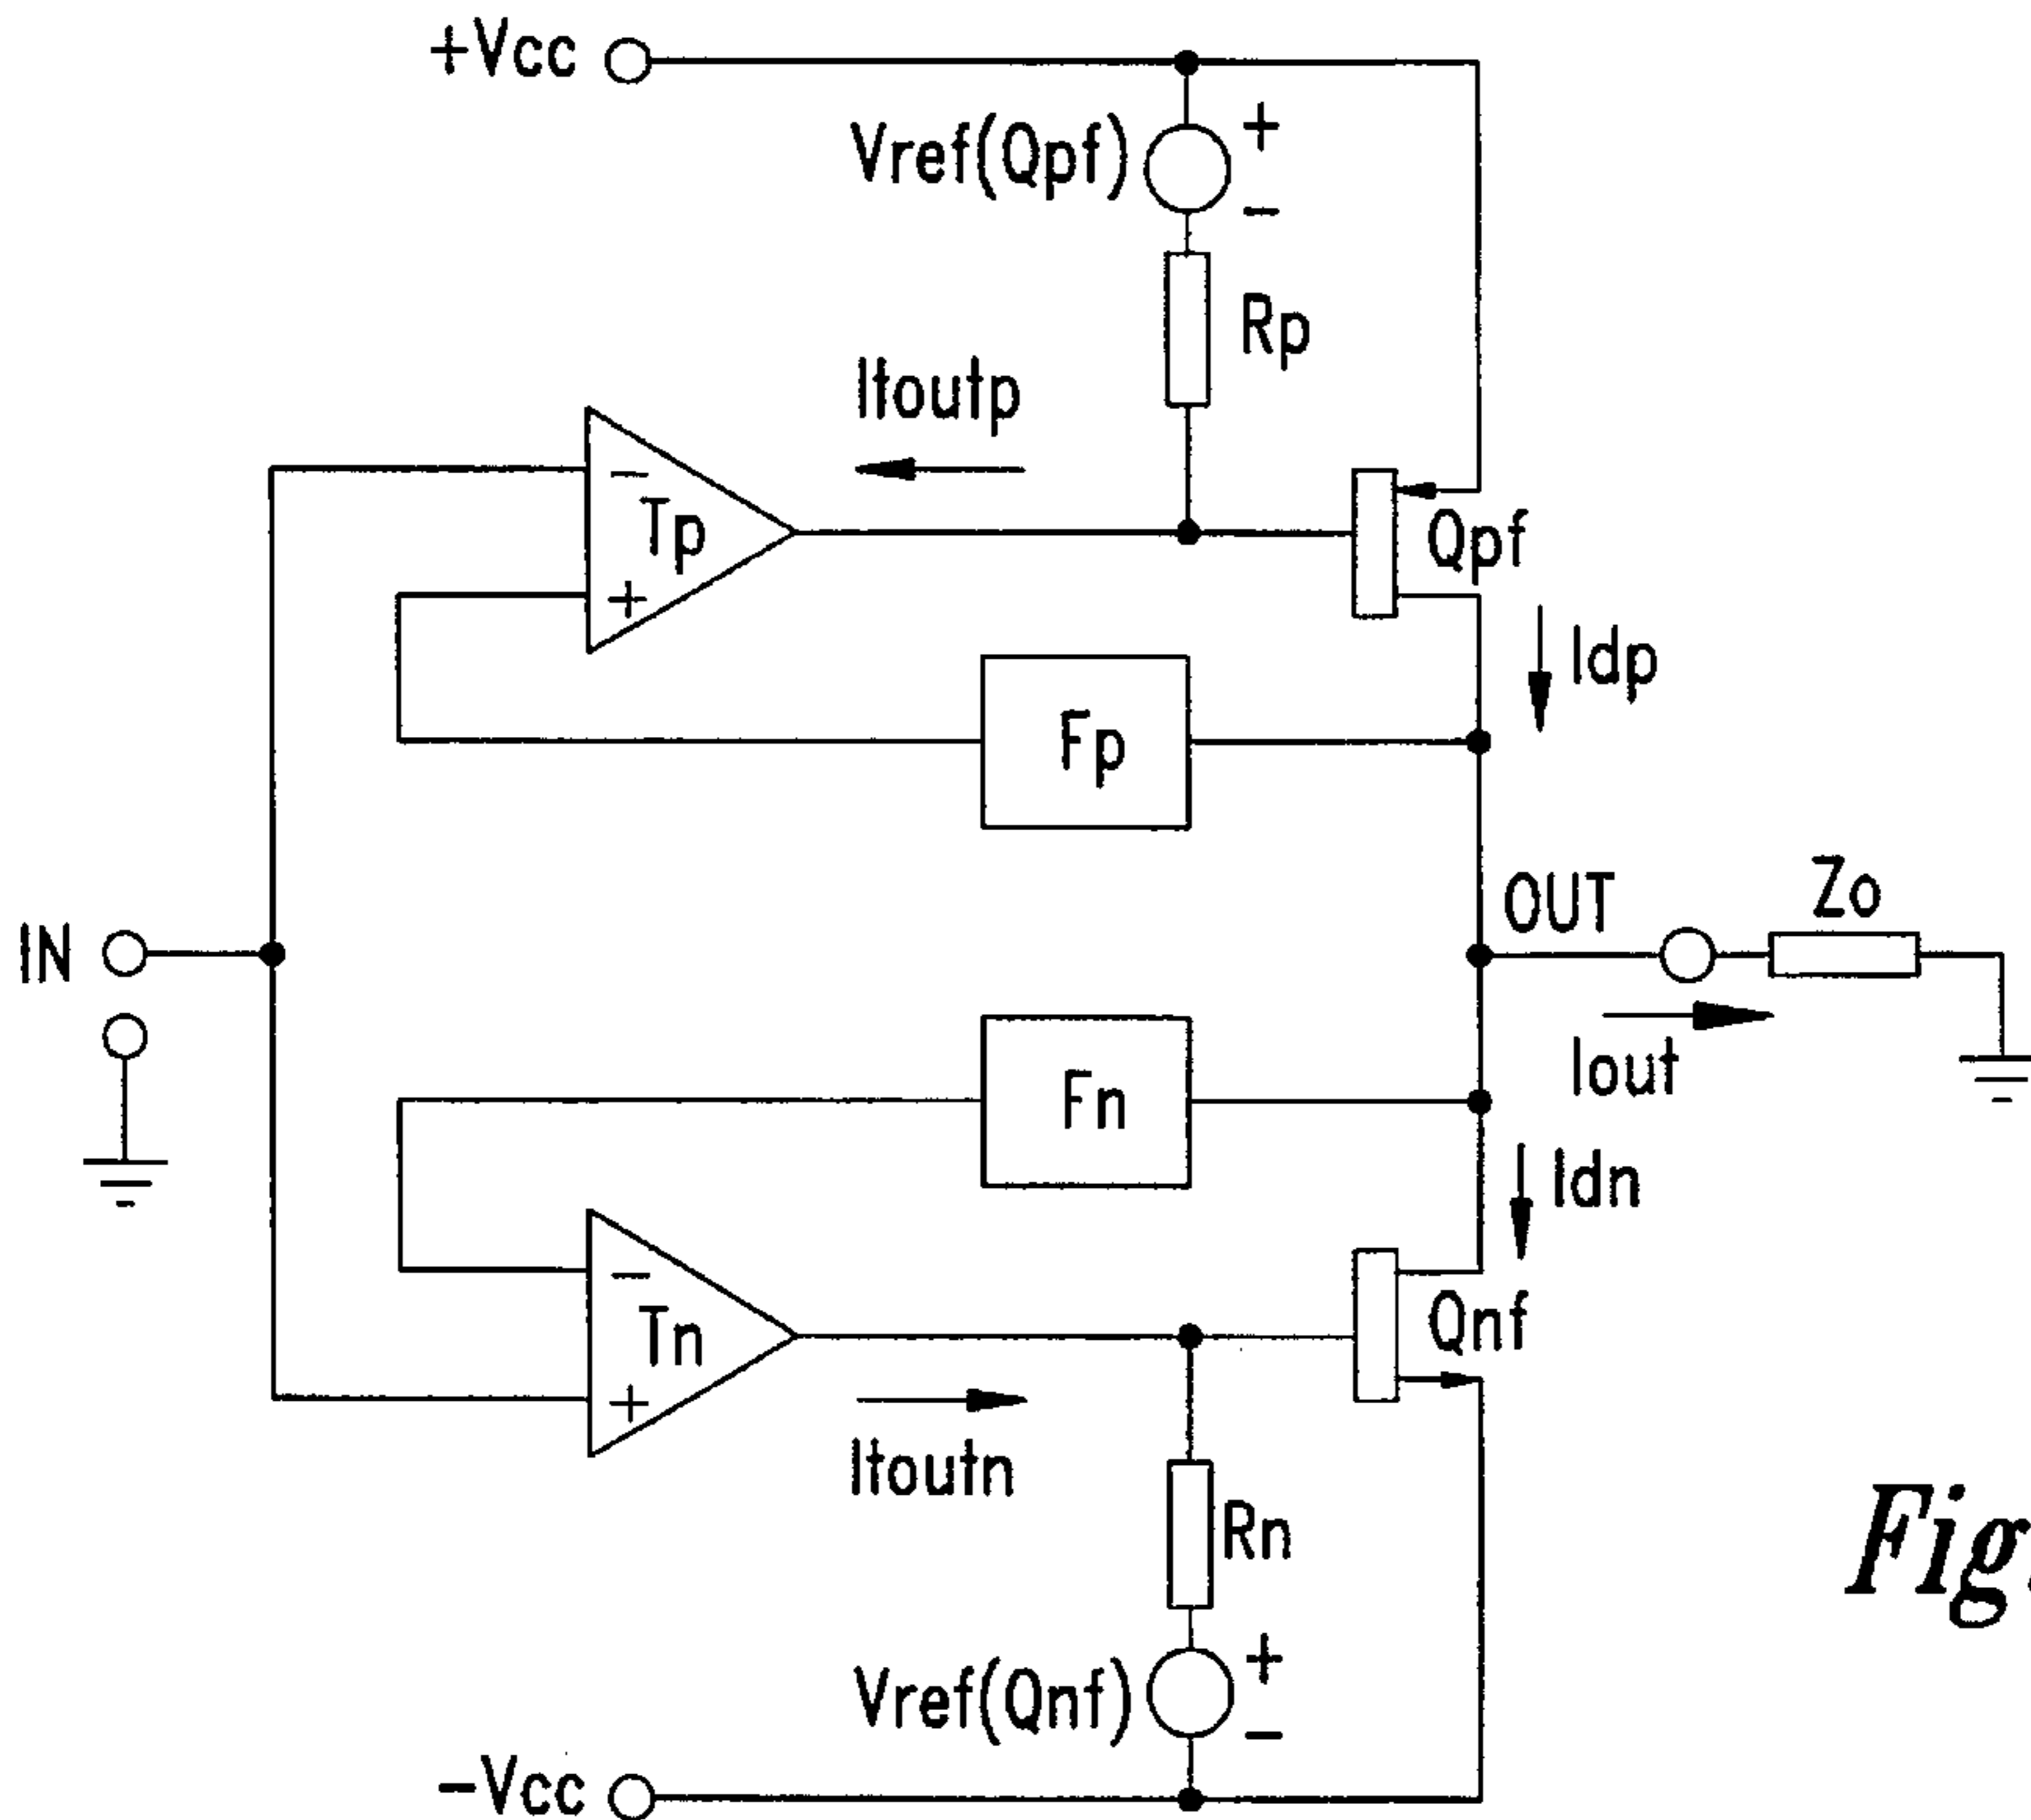 +Vcc
Vref(Qpf)
+
-
Rp
Itoutp
-
Tp
+
Qpf
Idp
Fp
OUT
Zo
IN
Iout
Fn
Idn
-
Tn
+
Qnf
Itoutn
Rn
Fig.
Vref(Qnf)
+
-
-Vcc